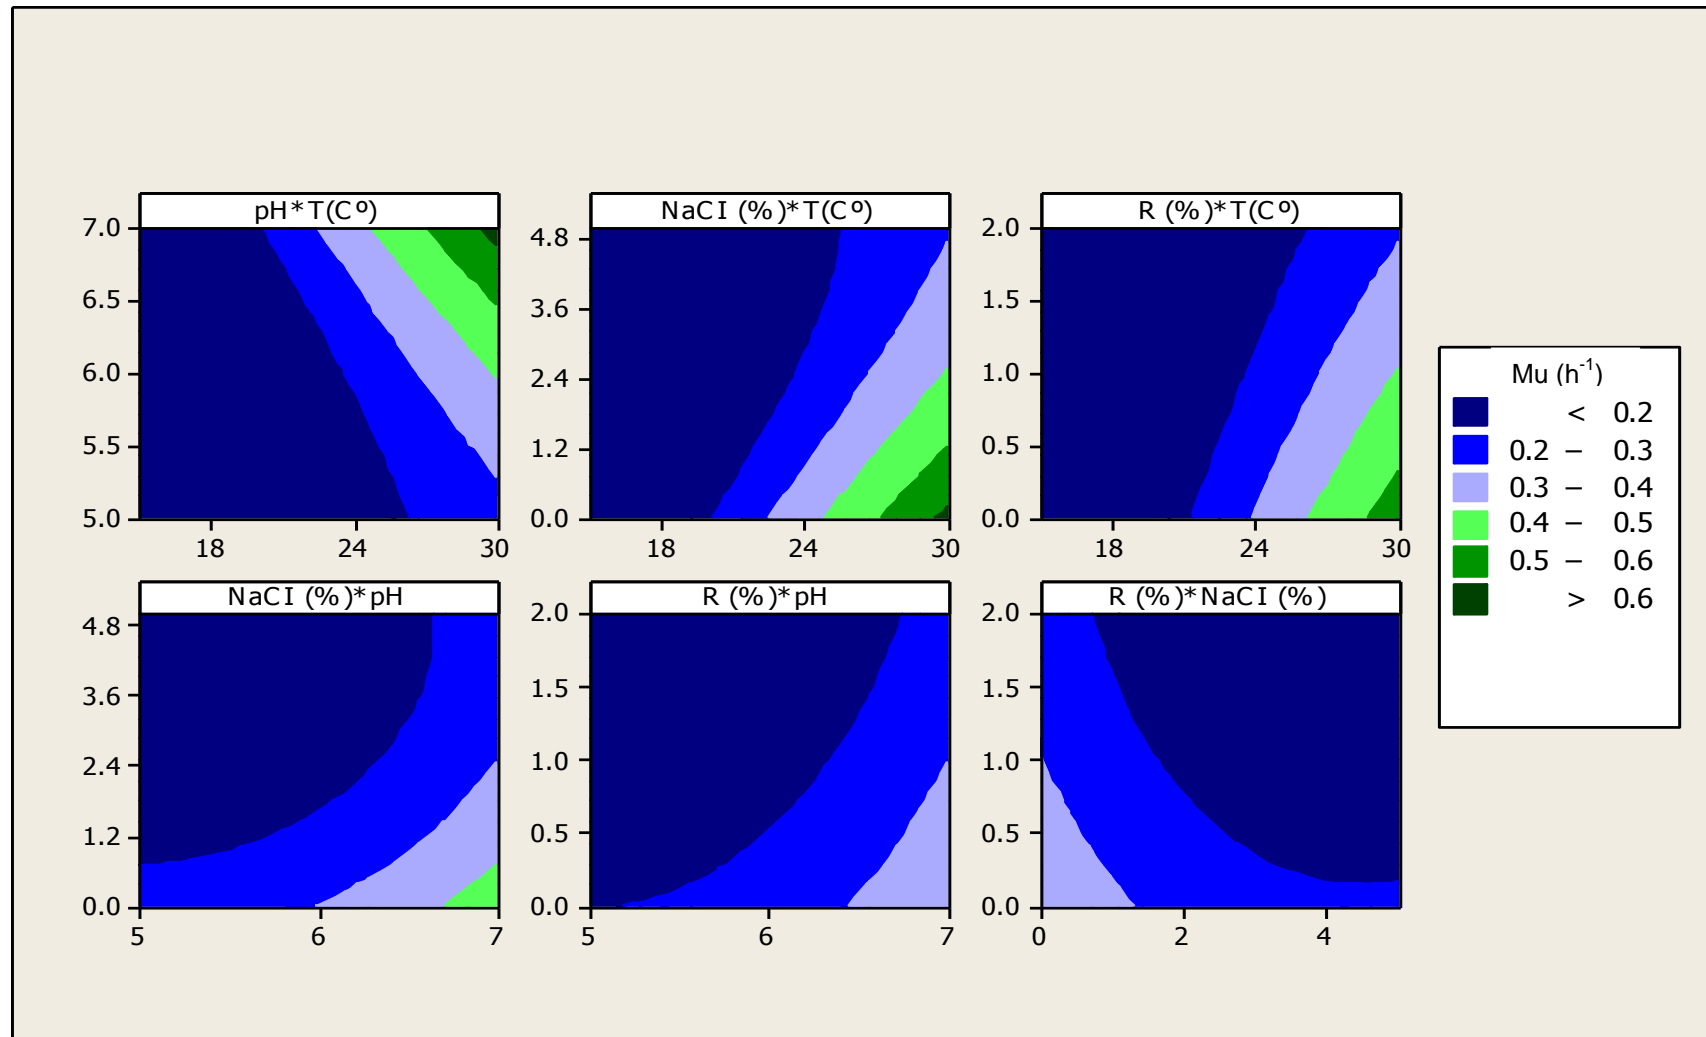 pH*T(Cº)
7.0
6.5
6.0
5.5
5.0
18 24 30
NaCI (%)*T(Cº)
4.8
3.6
2.4
1.2
0.0
18 24 30
R (%)*T(Cº)
2.0
1.5
1.0
0.5
0.0
18 24 30
NaCI (%)*pH
4.8
3.6
2.4
1.2
0.0
5 6 7
R (%)*pH
2.0
1.5
1.0
0.5
0.0
5 6 7
R (%)*NaCI (%)
2.0
1.5
1.0
0.5
0.0
0 2 4
Mu (h⁻¹)
< 0.2
0.2 – 0.3
0.3 – 0.4
0.4 – 0.5
0.5 – 0.6
> 0.6